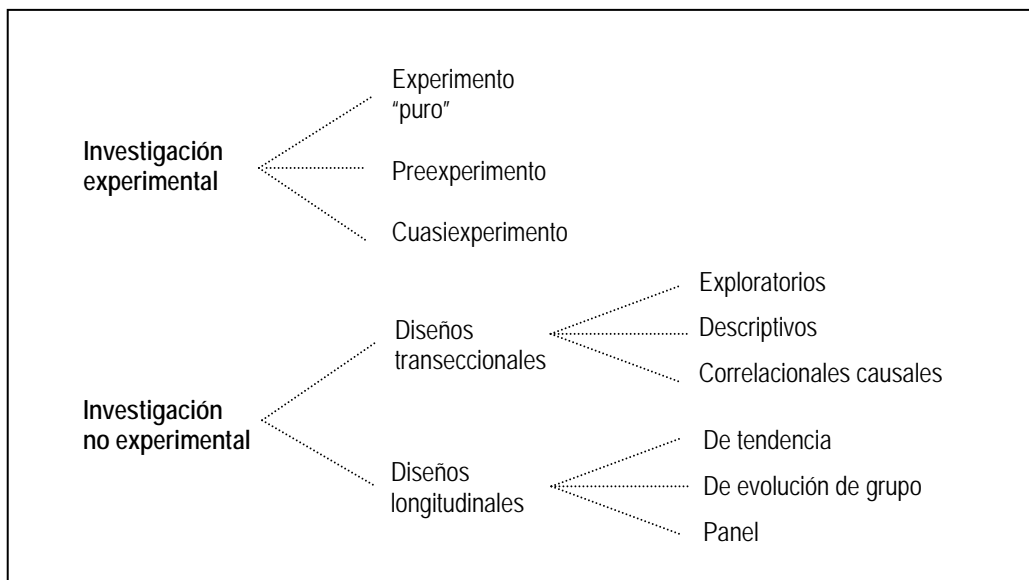 Experimento
“puro”
Investigación
experimental
Preexperimento
Cuasiexperimento
Exploratorios
Diseños
transeccionales
Descriptivos
Correlacionales causales
Investigación
no experimental
De tendencia
Diseños
longitudinales
De evolución de grupo
Panel